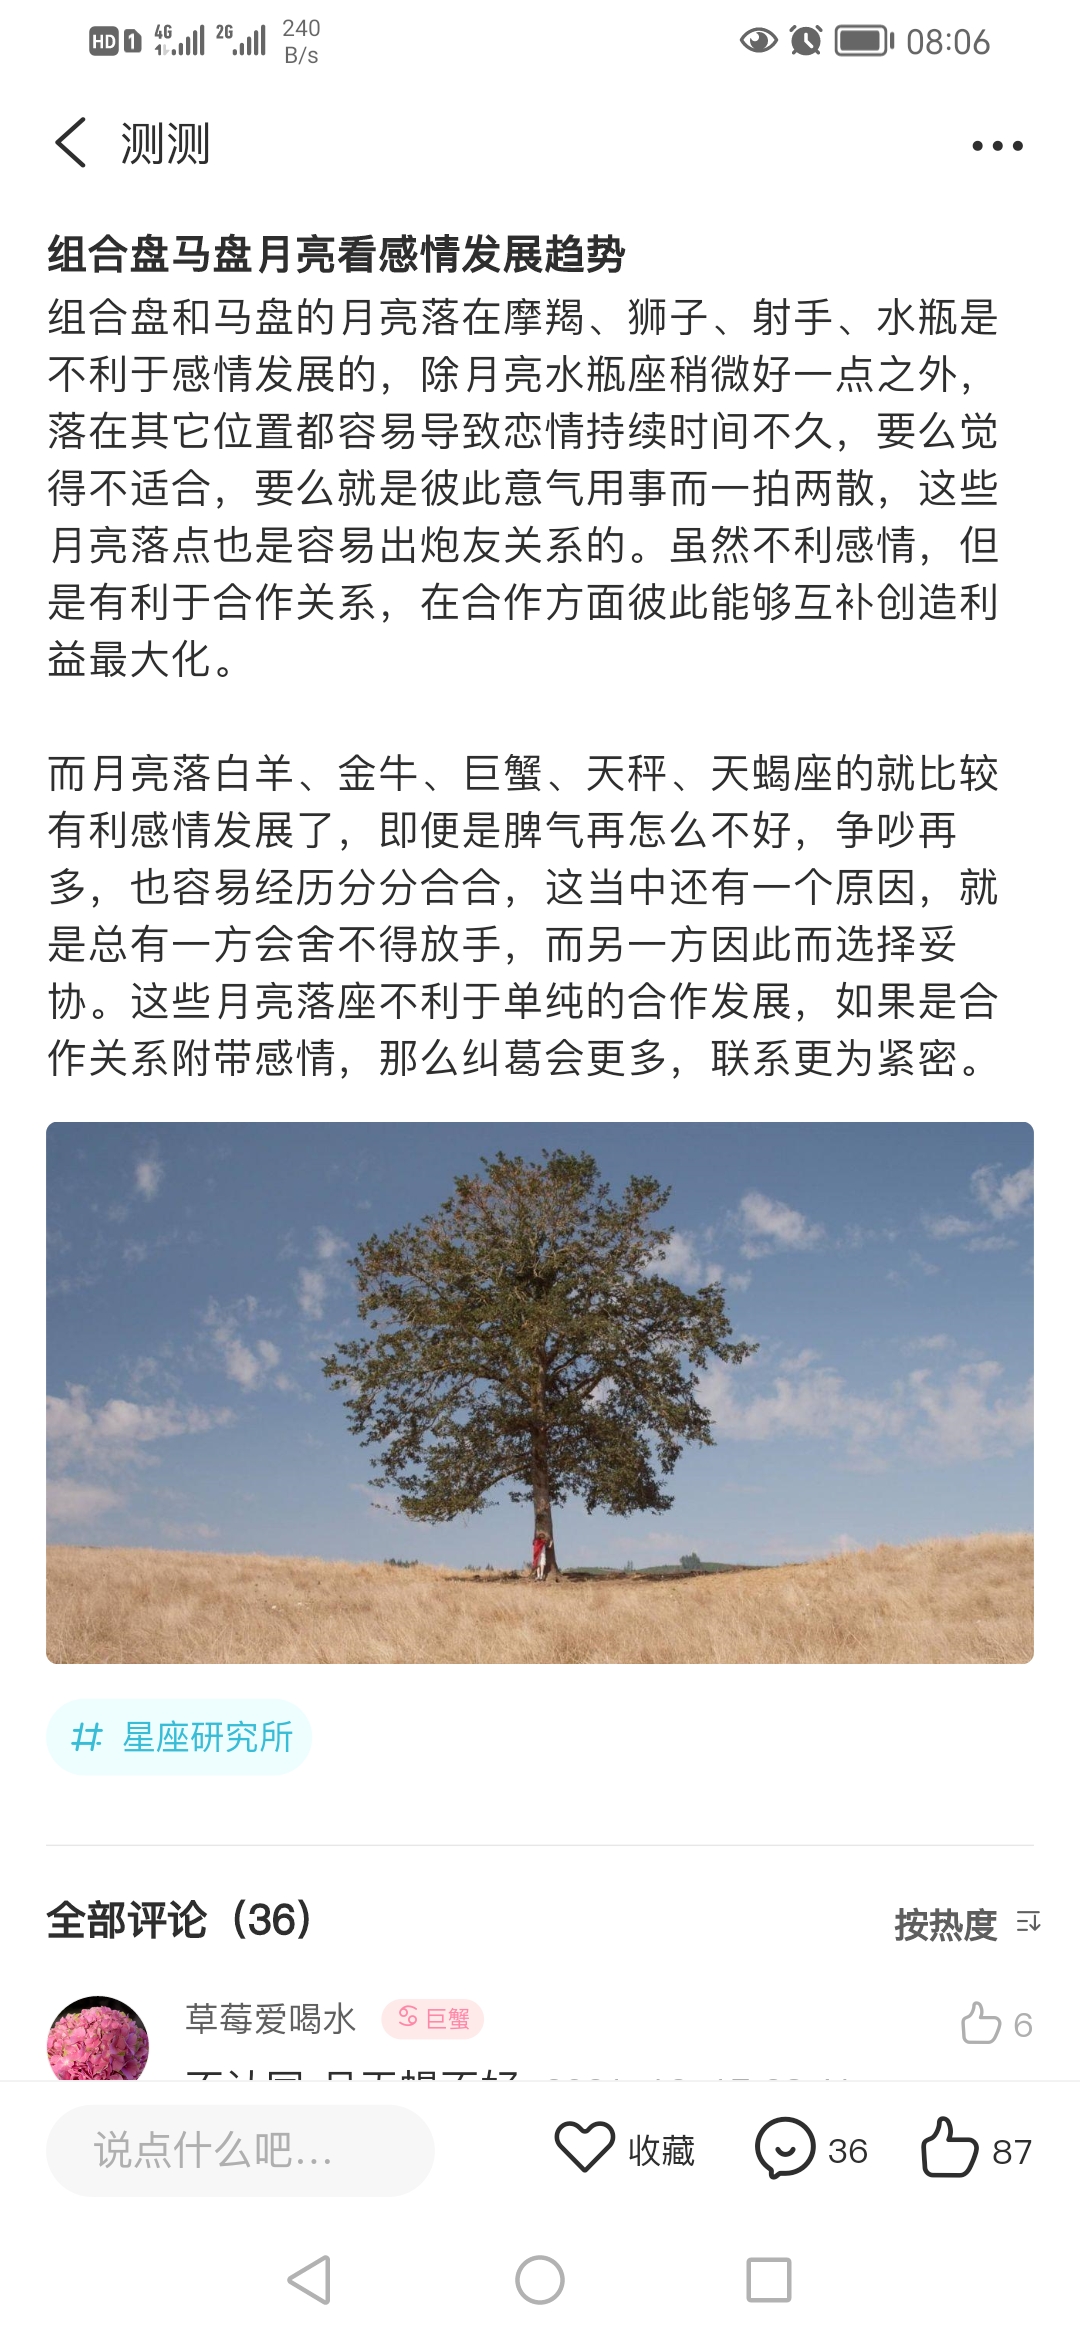 HD 1 4G 2G 240 B/s 08:06
测测
组合盘马盘月亮看感情发展趋势
组合盘和马盘的月亮落在摩羯、狮子、射手、水瓶是
不利于感情发展的，除月亮水瓶座稍微好一点之外，
落在其它位置都容易导致恋情持续时间不久，要么觉
得不适合，要么就是彼此意气用事而一拍两散，这些
月亮落点也是容易出炮友关系的。虽然不利感情，但
是有利于合作关系，在合作方面彼此能够互补创造利
益最大化。
而月亮落白羊、金牛、巨蟹、天秤、天蝎座的就比较
有利感情发展了，即便是脾气再怎么不好，争吵再
多，也容易经历分分合合，这当中还有一个原因，就
是总有一方会舍不得放手，而另一方因此而选择妥
协。这些月亮落座不利于单纯的合作发展，如果是合
作关系附带感情，那么纠葛会更多，联系更为紧密。
# 星座研究所
全部评论（36） 按热度
草莓爱喝水 ♋ 巨蟹 6
说点什么吧... 收藏 36 87